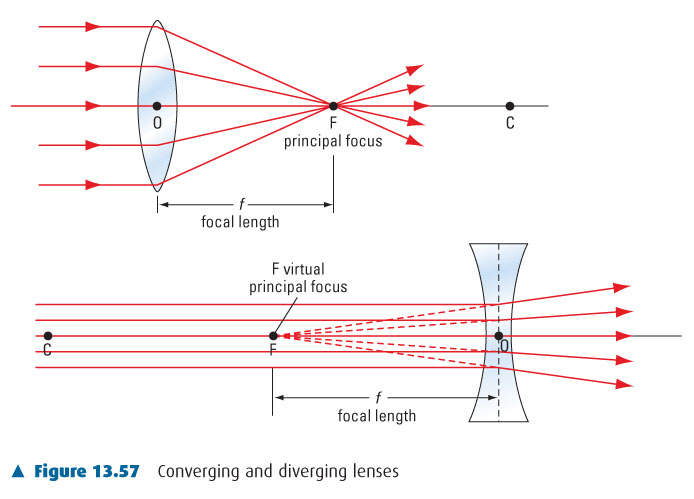 O
F
C
principal focus
f
focal length
F virtual
principal focus
C
F
O
f
focal length
▲ Figure 13.57 Converging and diverging lenses